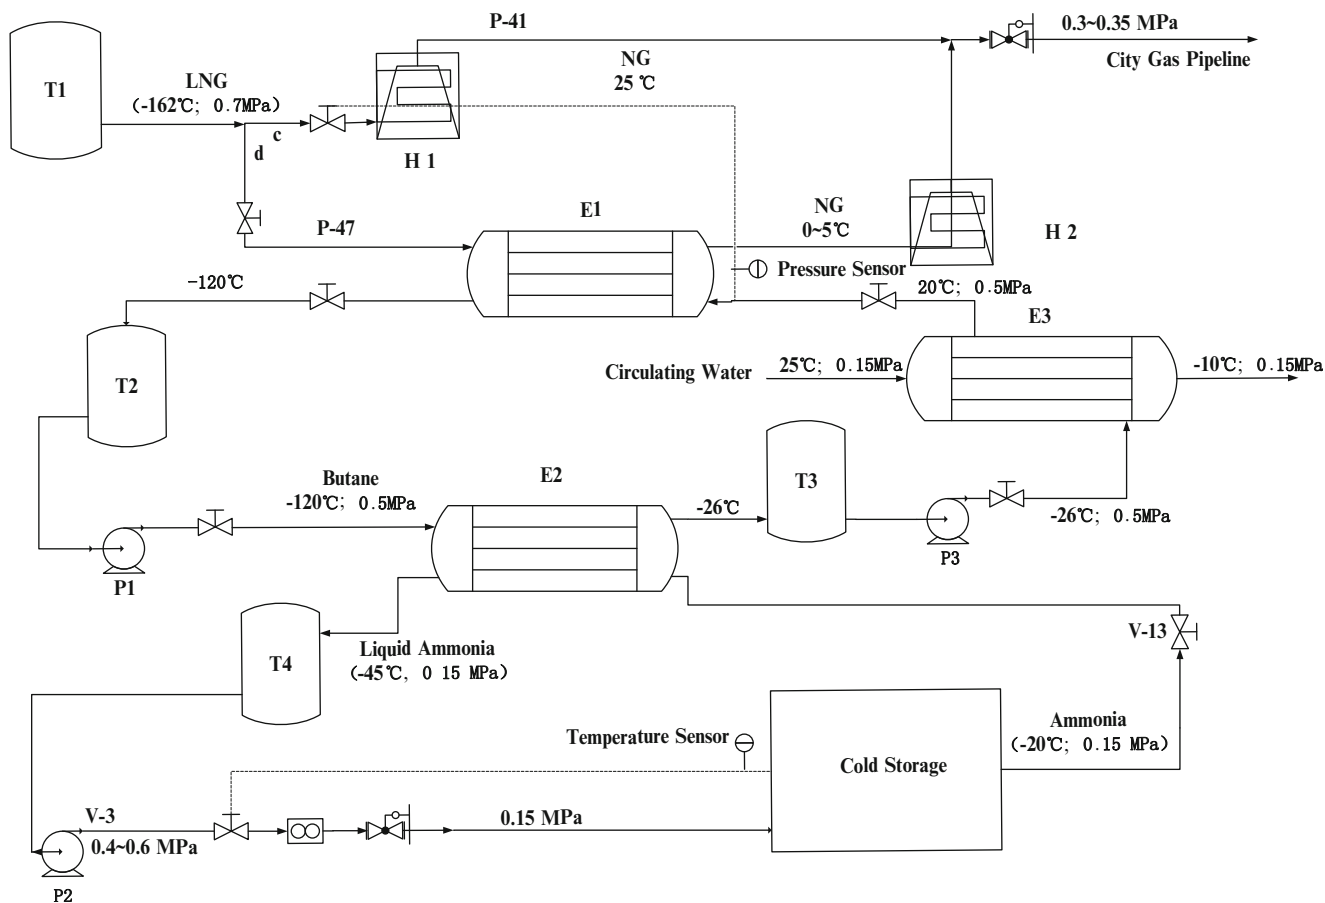 P-41
0.3~0.35 MPa
City Gas Pipeline
T1
LNG
(-162℃; 0.7MPa)
NG
25 ℃
c
d
H 1
P-47
E1
NG
0~5℃
H 2
Pressure Sensor
-120℃
20℃; 0.5MPa
E3
T2
Circulating Water
25℃; 0.15MPa
-10℃; 0.15MPa
Butane
-120℃; 0.5MPa
E2
-26℃
T3
-26℃; 0.5MPa
P3
P1
V-13
T4
Liquid Ammonia
(-45℃, 0 15 MPa)
Temperature Sensor
Cold Storage
Ammonia
(-20℃; 0.15 MPa)
V-3
0.4~0.6 MPa
0.15 MPa
P2